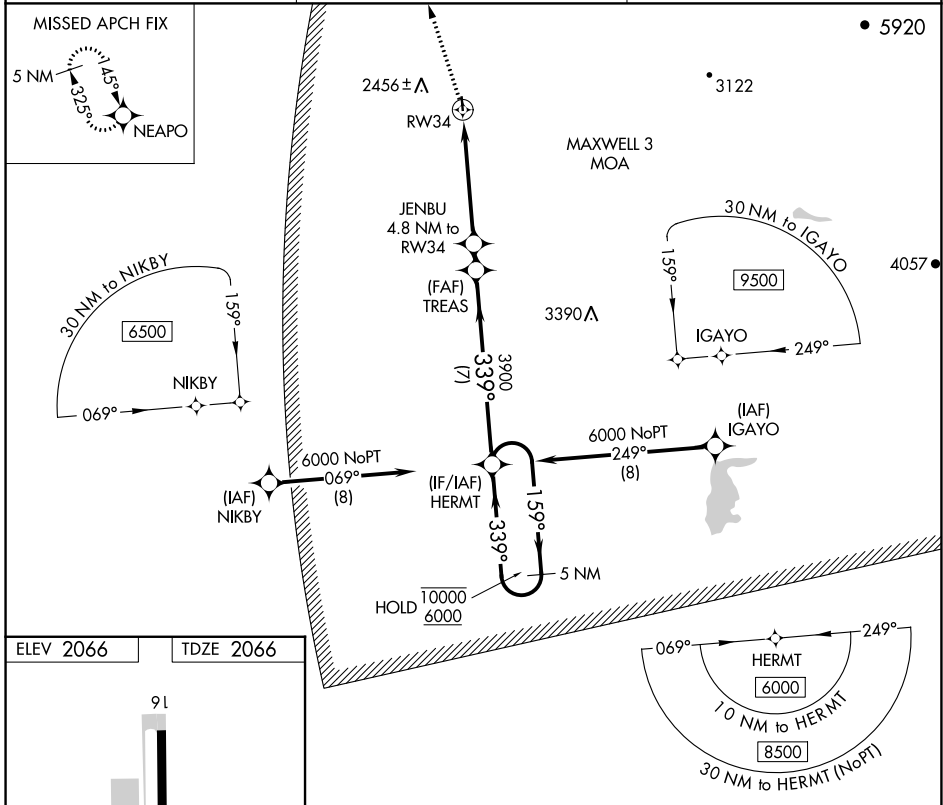 MISSED APCH FIX
5 NM
145°
325°
NEAPO
5920
2456±
3122
RW34
MAXWELL 3
MOA
JENBU
4.8 NM to
RW34
(FAF)
TREAS
3390
4057
30 NM to NIKBY
6500
159°
NIKBY
069°
30 NM to IGAYO
9500
159°
IGAYO
249°
3900
339°
(7)
(IAF)
IGAYO
6000 NoPT
249°
(8)
6000 NoPT
069°
(8)
(IAF)
NIKBY
(IF/IAF)
HERMT
159°
339°
5 NM
HOLD
10000
6000
ELEV 2066
TDZE 2066
16
069°
249°
HERMT
6000
10 NM to HERMT
8500
30 NM to HERMT (NoPT)